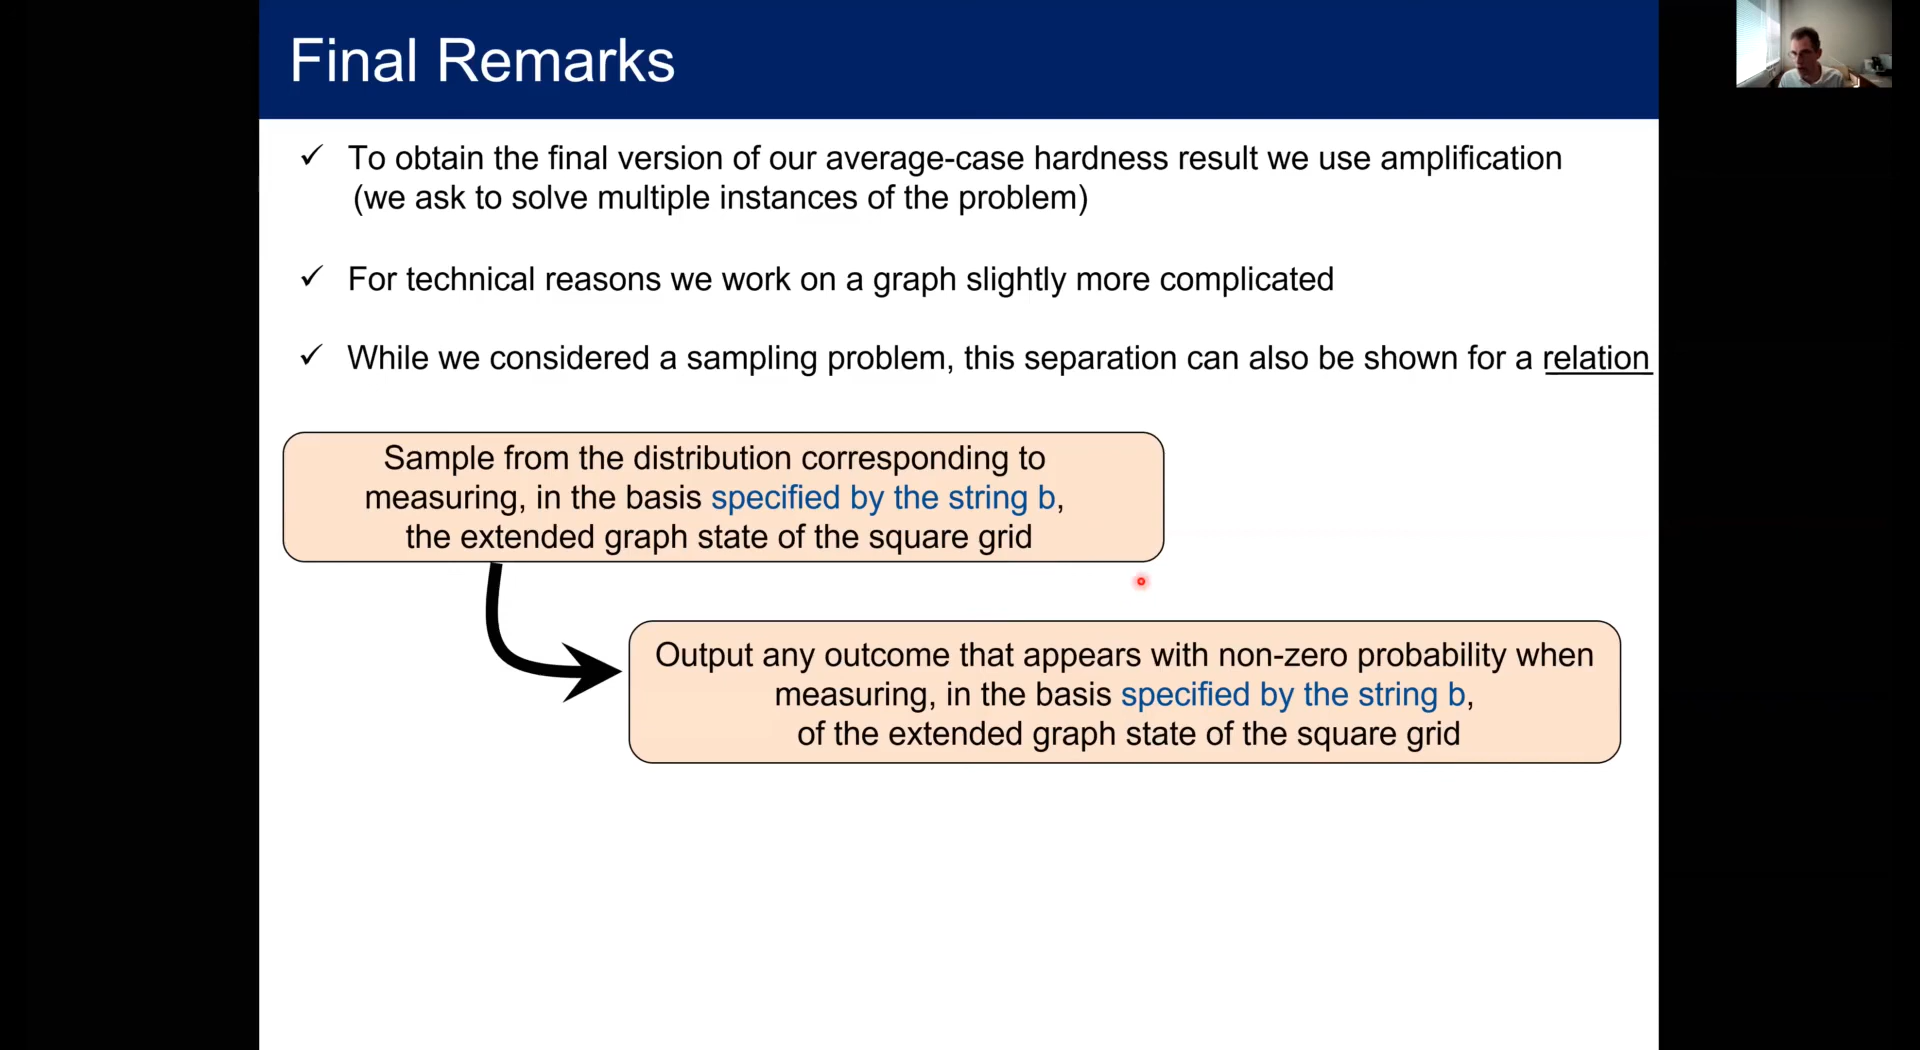 Final Remarks
✓ To obtain the final version of our average-case hardness result we use amplification
(we ask to solve multiple instances of the problem)
✓ For technical reasons we work on a graph slightly more complicated
✓ While we considered a sampling problem, this separation can also be shown for a relation
Sample from the distribution corresponding to
measuring, in the basis specified by the string b,
the extended graph state of the square grid
Output any outcome that appears with non-zero probability when
measuring, in the basis specified by the string b,
of the extended graph state of the square grid